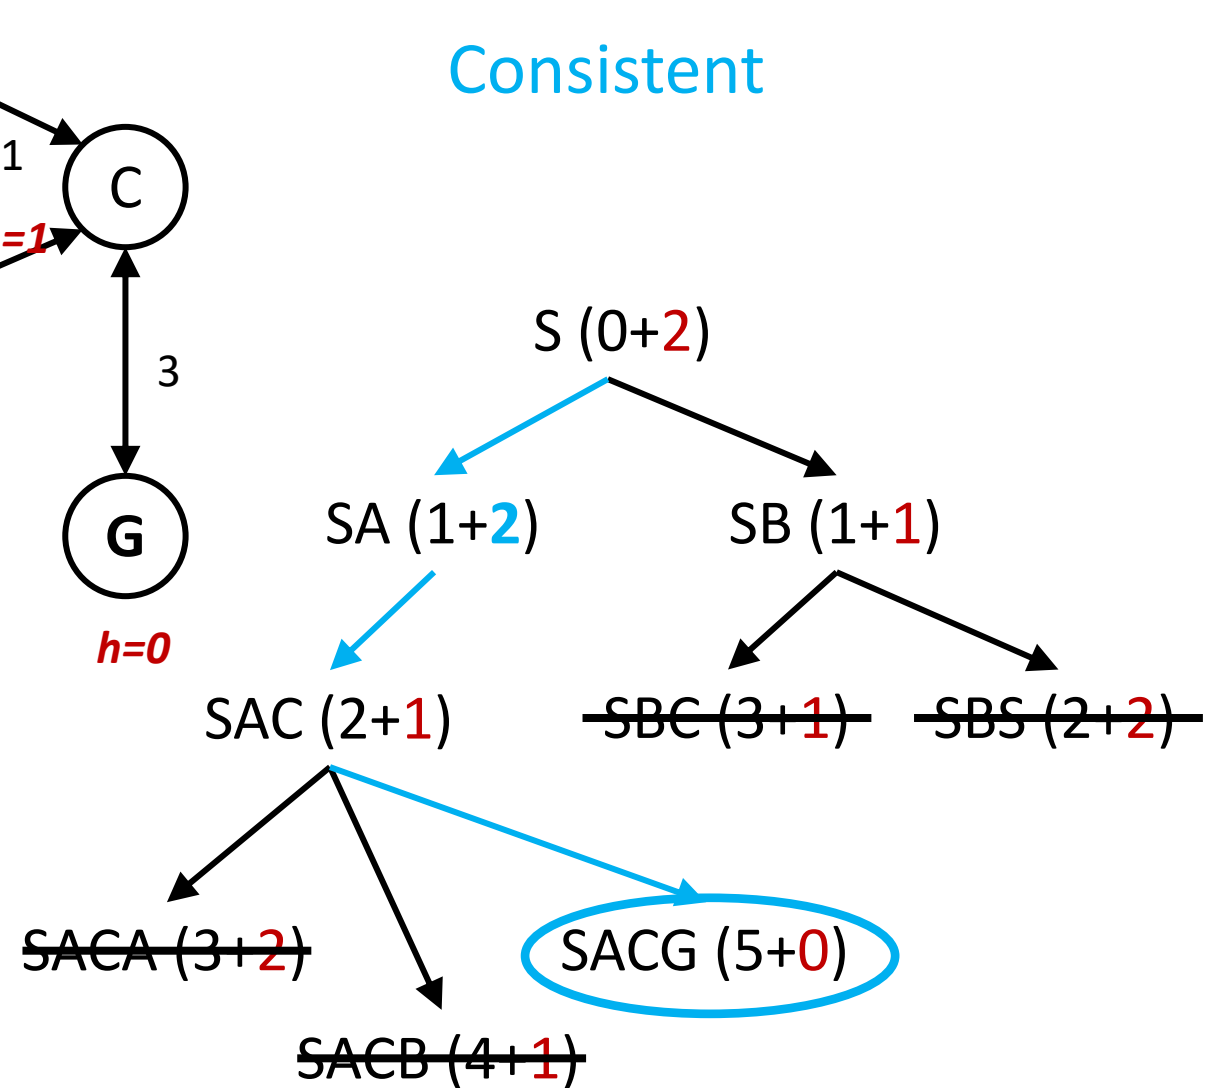 Consistent
1
C
=1
3
S (0+2)
G
SA (1+2)
SB (1+1)
h=0
SAC (2+1)
SBC (3+1)
SBS (2+2)
SACA (3+2)
SACG (5+0)
SACB (4+1)